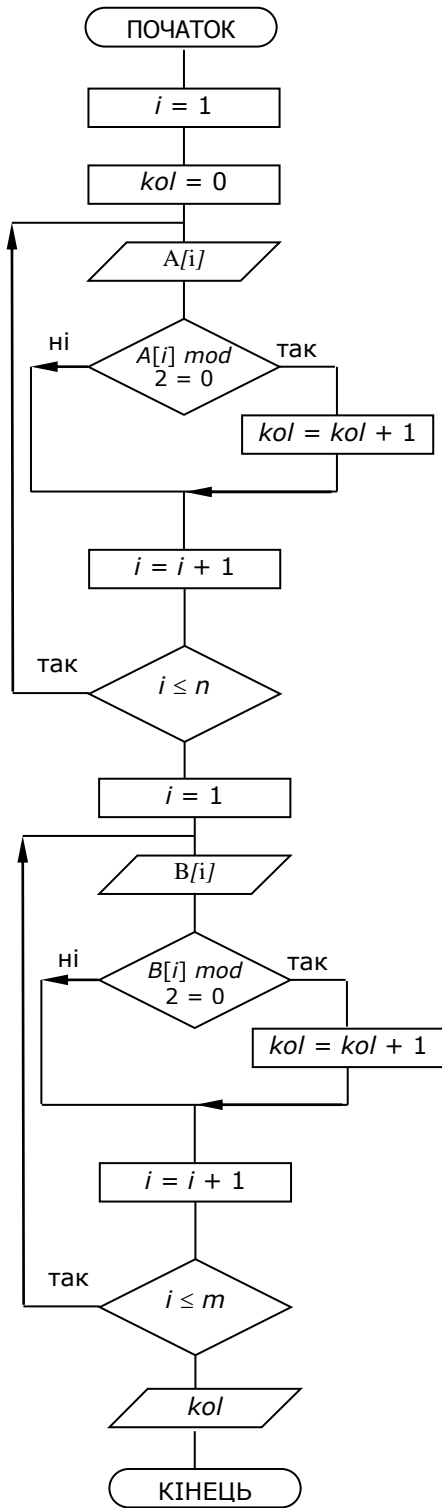 ПОЧАТОК
i = 1
kol = 0
A[i]
ні
A[i] mod
2 = 0
так
kol = kol + 1
i = i + 1
так
i ≤ n
i = 1
B[i]
ні
B[i] mod
2 = 0
так
kol = kol + 1
i = i + 1
так
i ≤ m
kol
КІНЕЦЬ